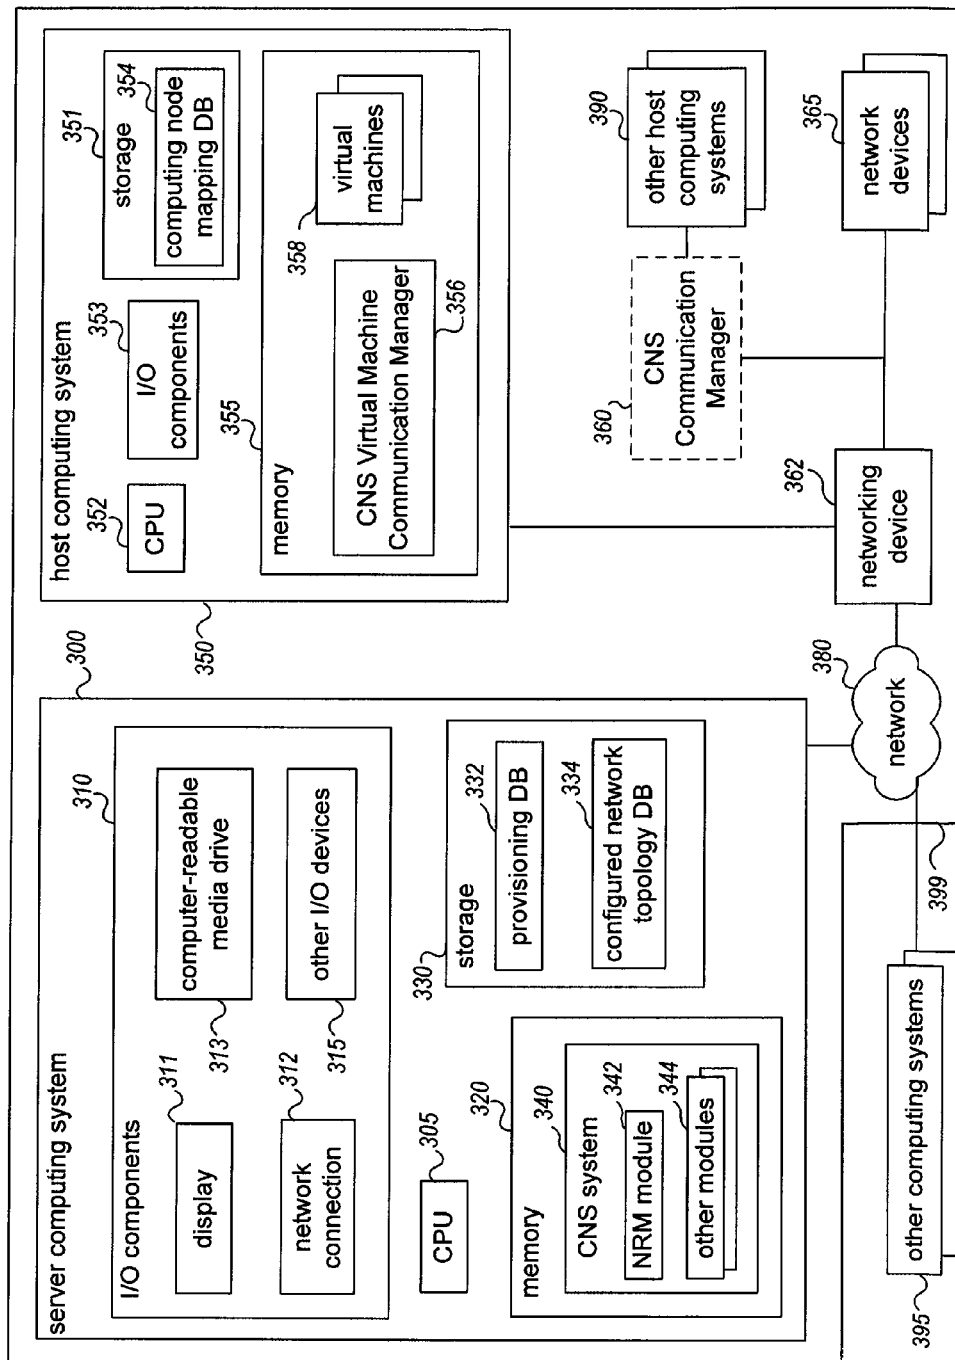 server computing system
300
I/O components
310
display
311
computer-readable
media drive
313
network
connection
312
other I/O devices
315
CPU
305
memory
320
CNS system
340
NRM module
342
other modules
344
storage
330
provisioning DB
332
configured network
topology DB
334
host computing system
350
CPU
352
I/O
components
353
storage
351
computing node
mapping DB
354
memory
355
CNS Virtual Machine
Communication Manager
356
virtual
machines
358
CNS
Communication
Manager
360
other host
computing
systems
390
networking
device
362
network
devices
365
network
380
other computing systems
395
399